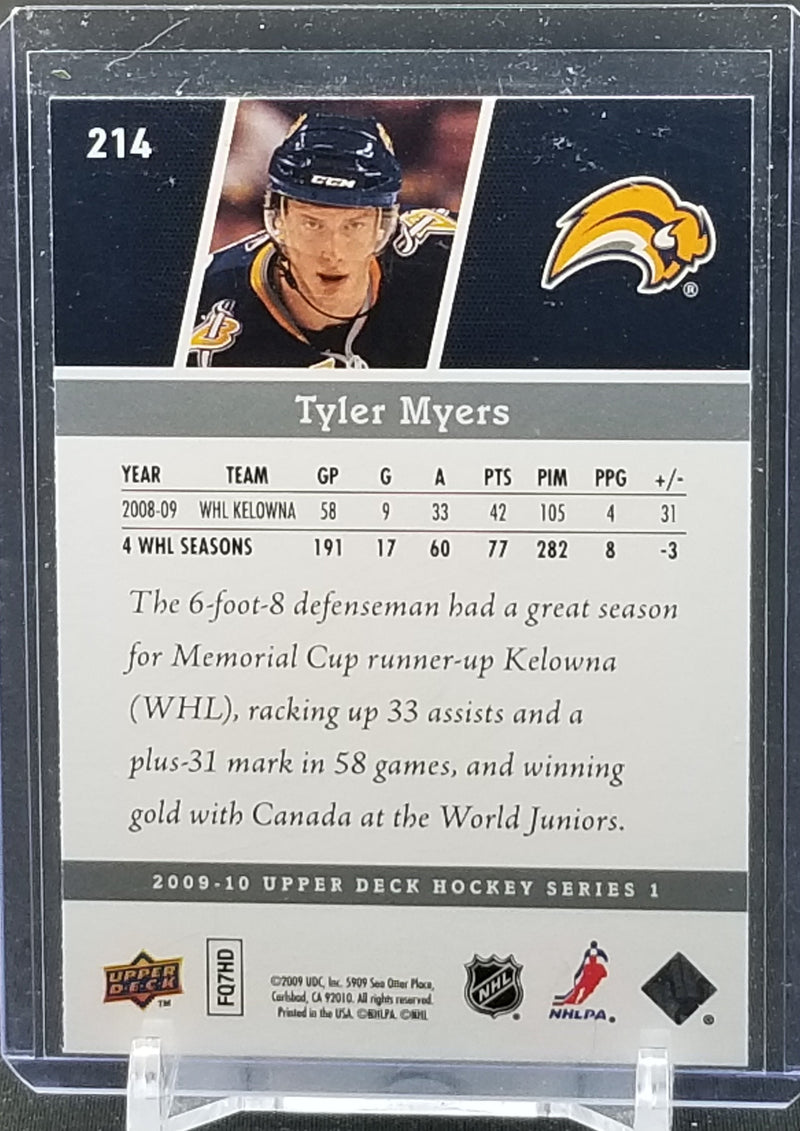 214
CCM
®
Tyler Myers
YEAR TEAM GP G A PTS PIM PPG +/-
2008-09 WHL KELOWNA 58 9 33 42 105 4 31
4 WHL SEASONS 191 17 60 77 282 8 -3
The 6-foot-8 defenseman had a great season
for Memorial Cup runner-up Kelowna
(WHL), racking up 33 assists and a
plus-31 mark in 58 games, and winning
gold with Canada at the World Juniors.
2009-10 UPPER DECK HOCKEY SERIES 1
UPPER DECK TM
FQ7HD
©2009 UDC, Inc. 5909 Sea Otter Place,
Carlsbad, CA 92010. All rights reserved.
Printed in the USA. ©NHLPA. ©NHL
NHL
NHLPA